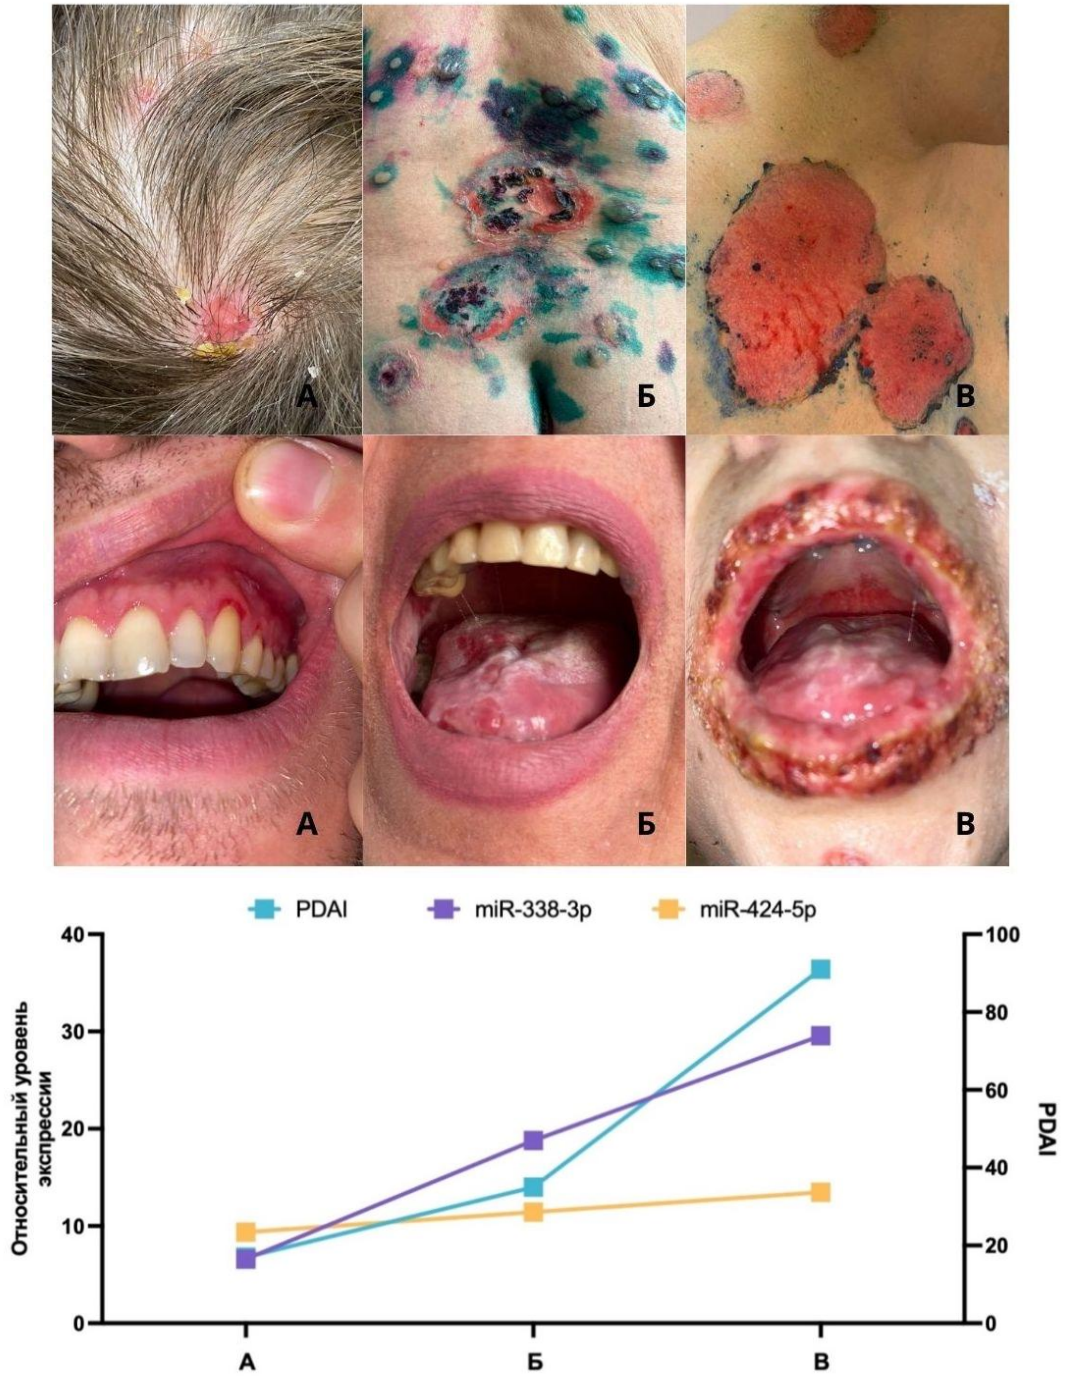 А
Б
В
А
Б
В
PDAI
miR-338-3p
miR-424-5p
40
30
20
10
0
Относительный уровень
экспрессии
100
80
60
40
20
0
PDAI
А
Б
В